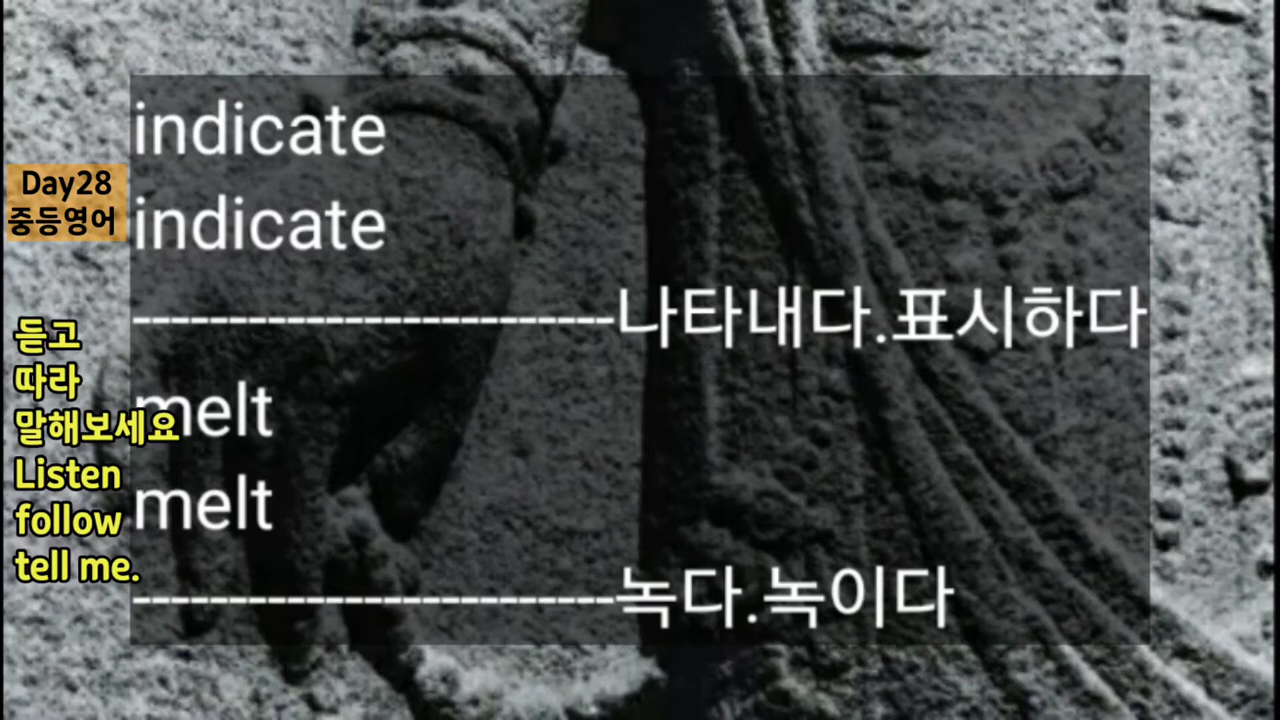 Day28
중등영어
듣고
따라
말해보세요
Listen
follow
tell me.
indicate
indicate
-------------------------나타내다.표시하다
melt
melt
-------------------------녹다.녹이다